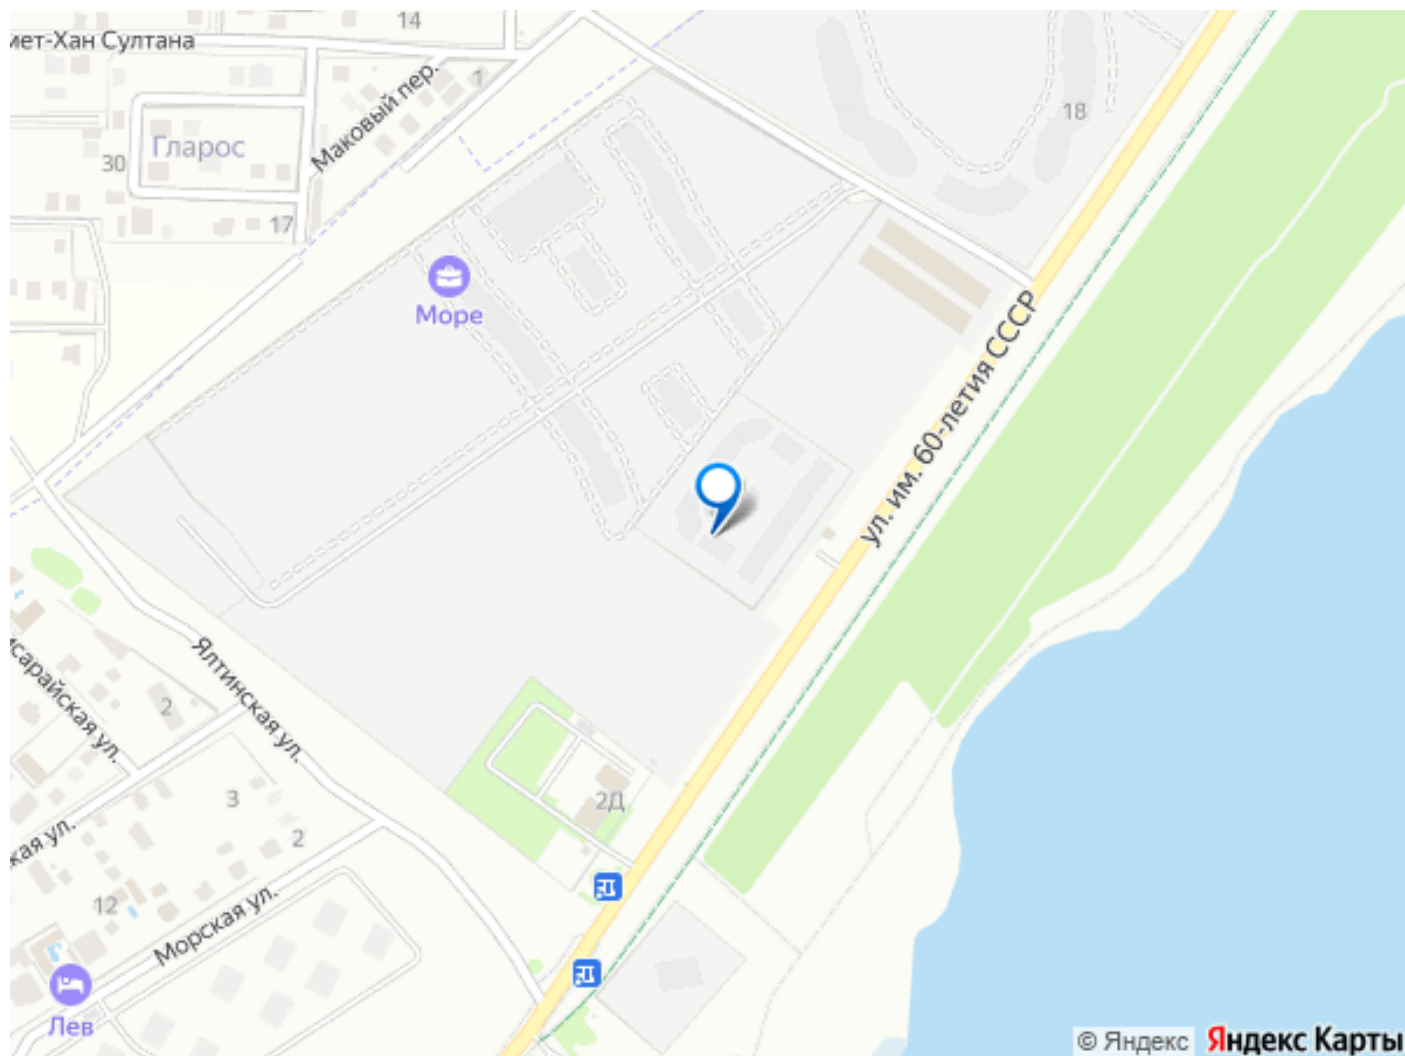 14
мет-Хан Султана
1
Маковый пер.
18
Гларос
30
17
Море
ул. им. 60-летия СССР
Ялтинская ул.
исарайская ул.
2
2Д
3
2
кая ул.
12
Морская ул.
Лев
© Яндекс Яндекс Карты